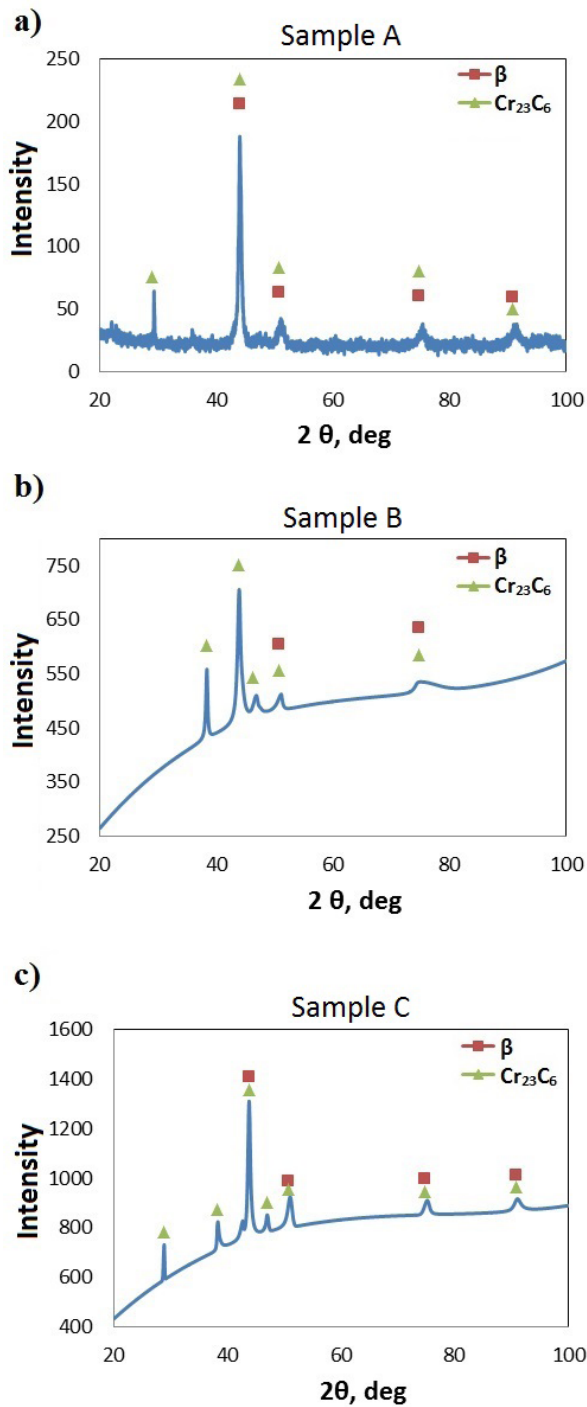 a)
Sample A
250
200
150
100
50
0
Intensity
β
Cr₂₃C₆
20 40 60 80 100
2 θ, deg
b)
Sample B
750
650
550
450
350
250
Intensity
β
Cr₂₃C₆
20 40 60 80 100
2 θ, deg
c)
Sample C
1600
1400
1200
1000
800
600
400
Intensity
β
Cr₂₃C₆
20 40 60 80 100
2θ, deg